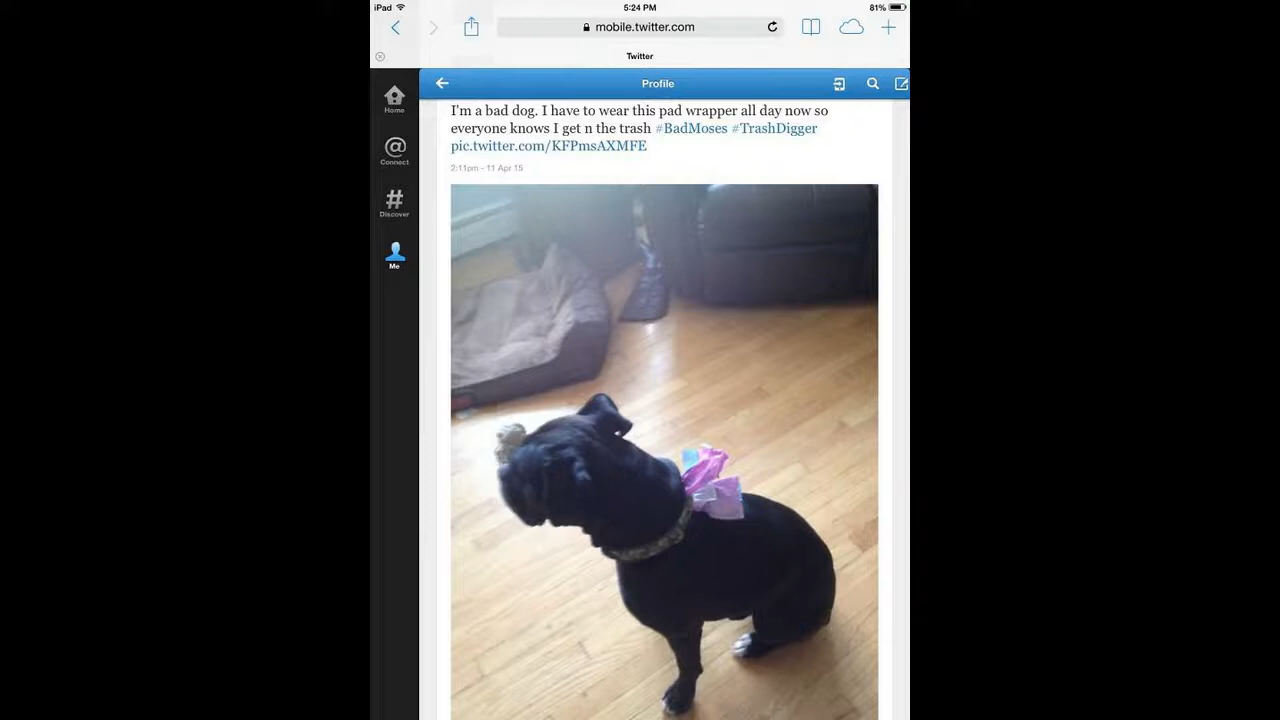 iPad 5:24 PM 81%
mobile.twitter.com
Twitter
Profile
Home
Connect
Discover
Me
I'm a bad dog. I have to wear this pad wrapper all day now so
everyone knows I get n the trash #BadMoses #TrashDigger
pic.twitter.com/KFPmsAXMFE
2:11pm - 11 Apr 15